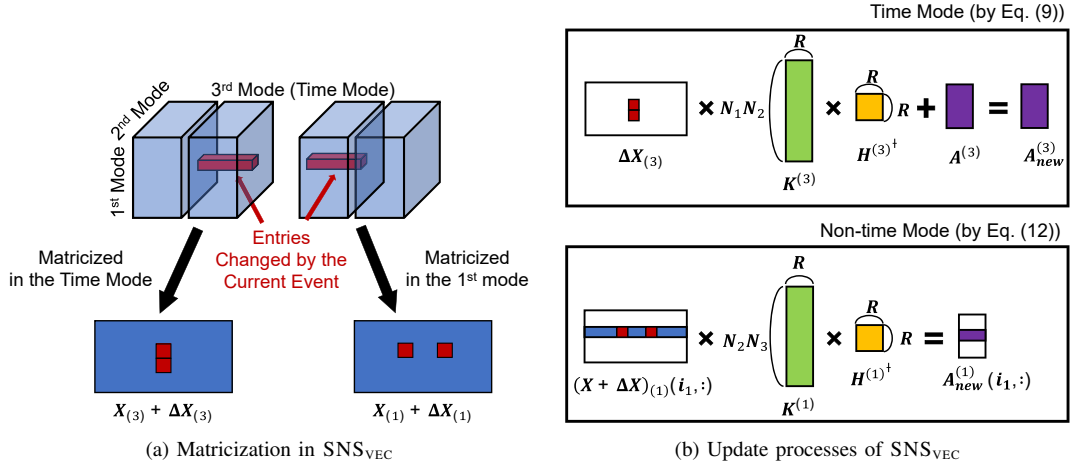 3rd Mode (Time Mode)
2nd Mode
1st Mode
Entries
Changed by the
Current Event
Matricized
in the Time Mode
Matricized
in the 1st mode
X(3) + ΔX(3)
X(1) + ΔX(1)
(a) Matricization in SNSVEC
Time Mode (by Eq. (9))
R
R
× N1N2 × R + =
ΔX(3)
K(3)
H(3)†
A(3)
A(3)new
Non-time Mode (by Eq. (12))
R
R
× N2N3 × R =
(X + ΔX)(1)(i1,:)
K(1)
H(1)†
A(1)new(i1,:)
(b) Update processes of SNSVEC